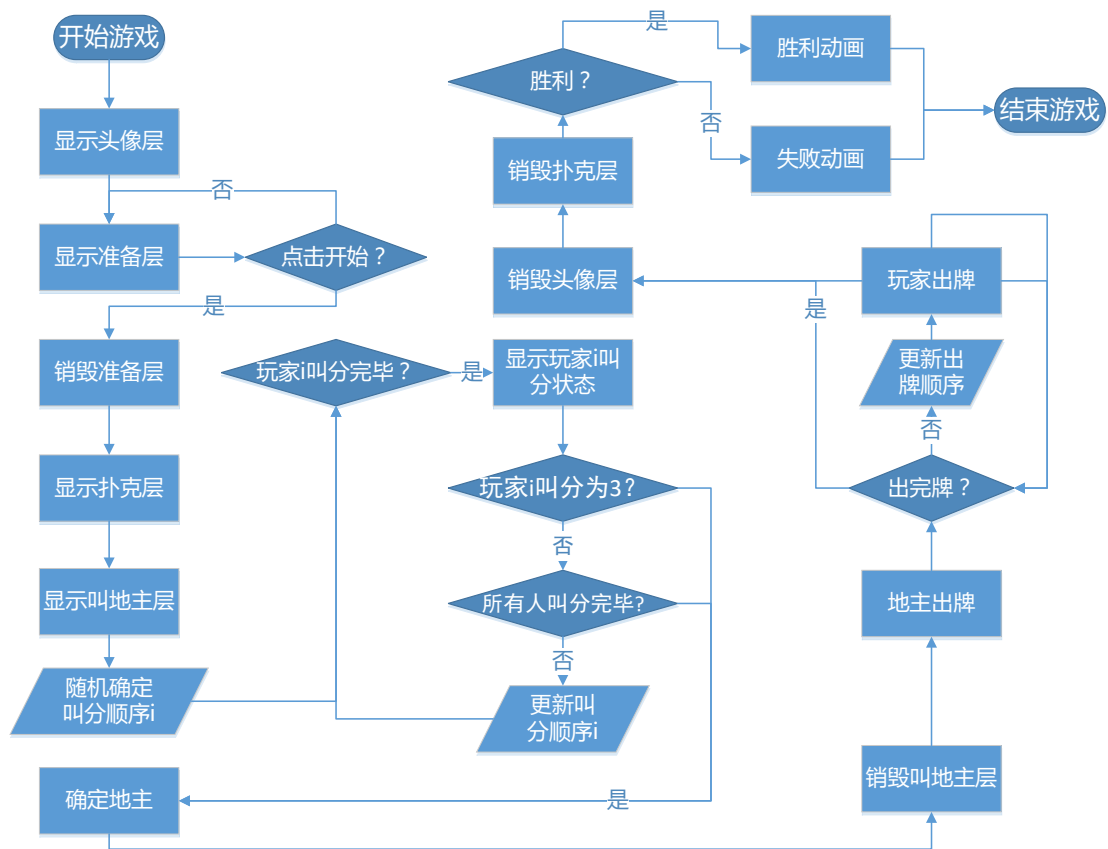 开始游戏
显示头像层
否
显示准备层
点击开始？
是
销毁准备层
显示扑克层
显示叫地主层
随机确定
叫分顺序i
玩家i叫分完毕？
是
显示玩家i叫
分状态
玩家i叫分为3?
否
所有人叫分完毕?
否
更新叫
分顺序i
是
确定地主
销毁叫地主层
地主出牌
出完牌？
否
更新出
牌顺序
玩家出牌
是
销毁头像层
销毁扑克层
胜利？
是
胜利动画
否
失败动画
结束游戏